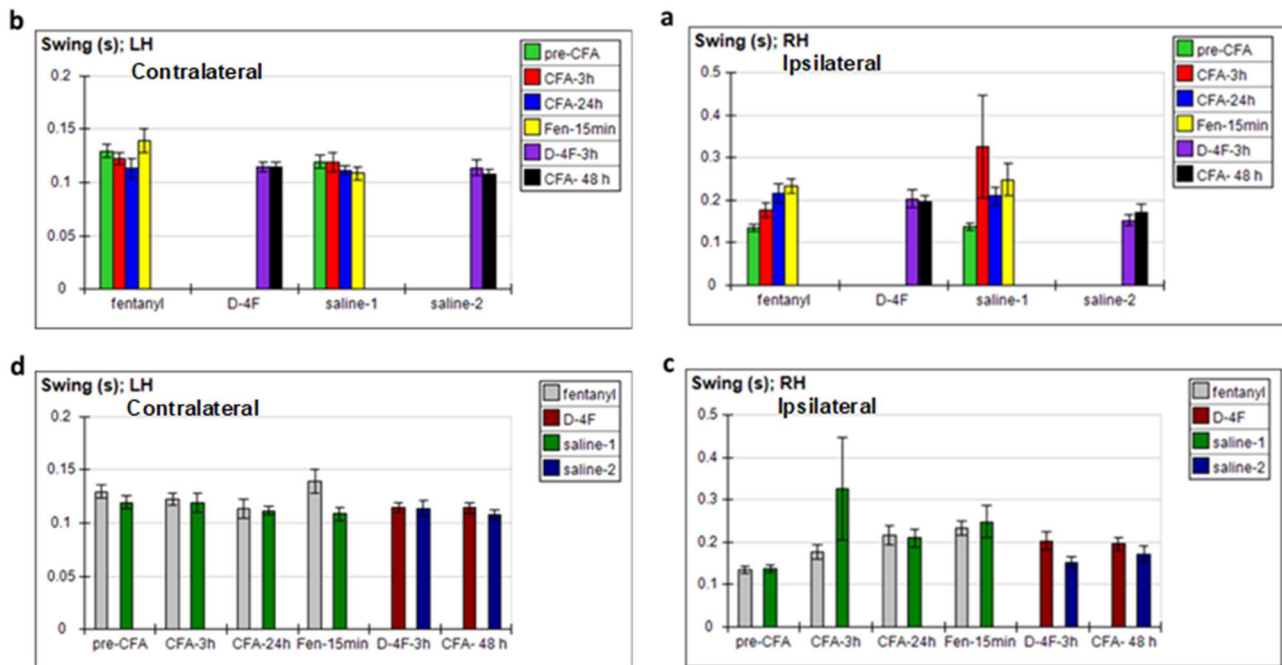 b
Swing (s); LH
Contralateral
0.2
0.15
0.1
0.05
0
fentanyl D-4F saline-1 saline-2
pre-CFA
CFA-3h
CFA-24h
Fen-15min
D-4F-3h
CFA- 48 h
a
Swing (s); RH
Ipsilateral
0.5
0.4
0.3
0.2
0.1
0
fentanyl D-4F saline-1 saline-2
pre-CFA
CFA-3h
CFA-24h
Fen-15min
D-4F-3h
CFA- 48 h
d
Swing (s); LH
Contralateral
0.2
0.15
0.1
0.05
0
pre-CFA CFA-3h CFA-24h Fen-15min D-4F-3h CFA- 48 h
fentanyl
D-4F
saline-1
saline-2
c
Swing (s); RH
Ipsilateral
0.5
0.4
0.3
0.2
0.1
0
pre-CFA CFA-3h CFA-24h Fen-15min D-4F-3h CFA- 48 h
fentanyl
D-4F
saline-1
saline-2